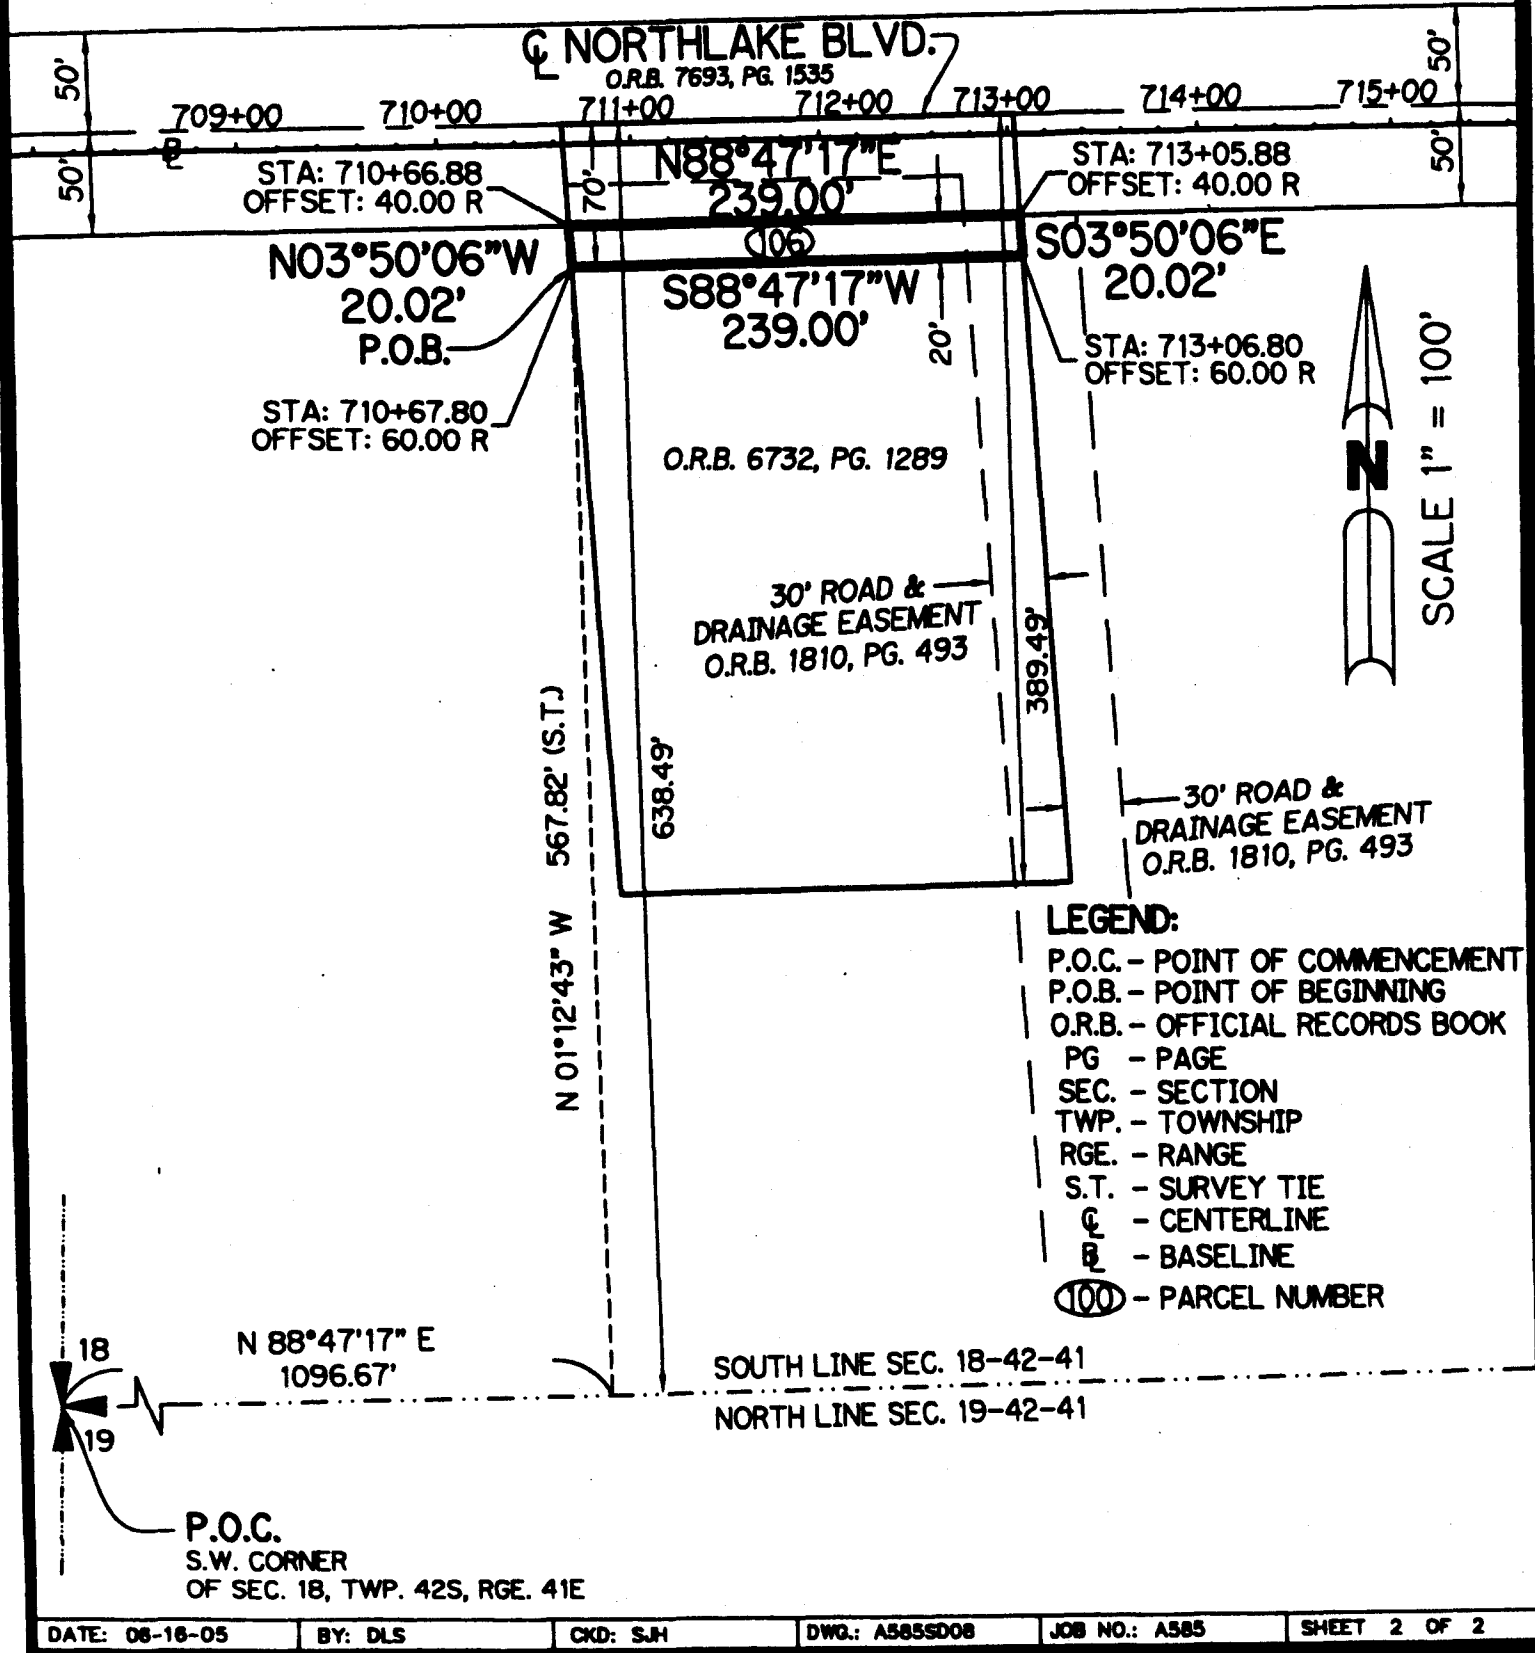 ℄ NORTHLAKE BLVD.
O.R.B. 7693, PG. 1535
50'
50'
709+00
710+00
711+00
712+00
713+00
714+00
715+00
℄
B
50'
50'
STA: 710+66.88
OFFSET: 40.00 R
70'
N88°47'17"E
239.00'
STA: 713+05.88
OFFSET: 40.00 R
N03°50'06"W
20.02'
P.O.B.
106
S88°47'17"W
239.00'
20'
S03°50'06"E
20.02'
STA: 710+67.80
OFFSET: 60.00 R
STA: 713+06.80
OFFSET: 60.00 R
N
SCALE 1" = 100'
O.R.B. 6732, PG. 1289
30' ROAD &
DRAINAGE EASEMENT
O.R.B. 1810, PG. 493
389.49'
638.49'
N 01°12'43" W 567.82' (S.T.)
30' ROAD &
DRAINAGE EASEMENT
O.R.B. 1810, PG. 493
LEGEND:
P.O.C. - POINT OF COMMENCEMENT
P.O.B. - POINT OF BEGINNING
O.R.B. - OFFICIAL RECORDS BOOK
PG - PAGE
SEC. - SECTION
TWP. - TOWNSHIP
RGE. - RANGE
S.T. - SURVEY TIE
℄ - CENTERLINE
BL - BASELINE
100 - PARCEL NUMBER
18
N 88°47'17" E
1096.67'
SOUTH LINE SEC. 18-42-41
NORTH LINE SEC. 19-42-41
19
P.O.C.
S.W. CORNER
OF SEC. 18, TWP. 42S, RGE. 41E
DATE: 06-16-05 BY: DLS CKD: SJH DWG.: A585SD08 JOB NO.: A585 SHEET 2 OF 2